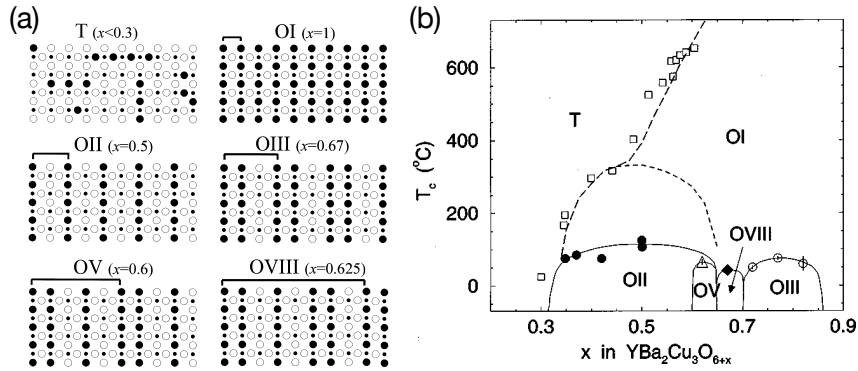 (a)
T (x<0.3)
OI (x=1)
OII (x=0.5)
OIII (x=0.67)
OV (x=0.6)
OVIII (x=0.625)
(b)
600
400
200
0
T_c (°C)
T
OI
OVIII
OII
OV
OIII
0.3 0.5 0.7 0.9
x in YBa₂Cu₃O₆₊ₓ